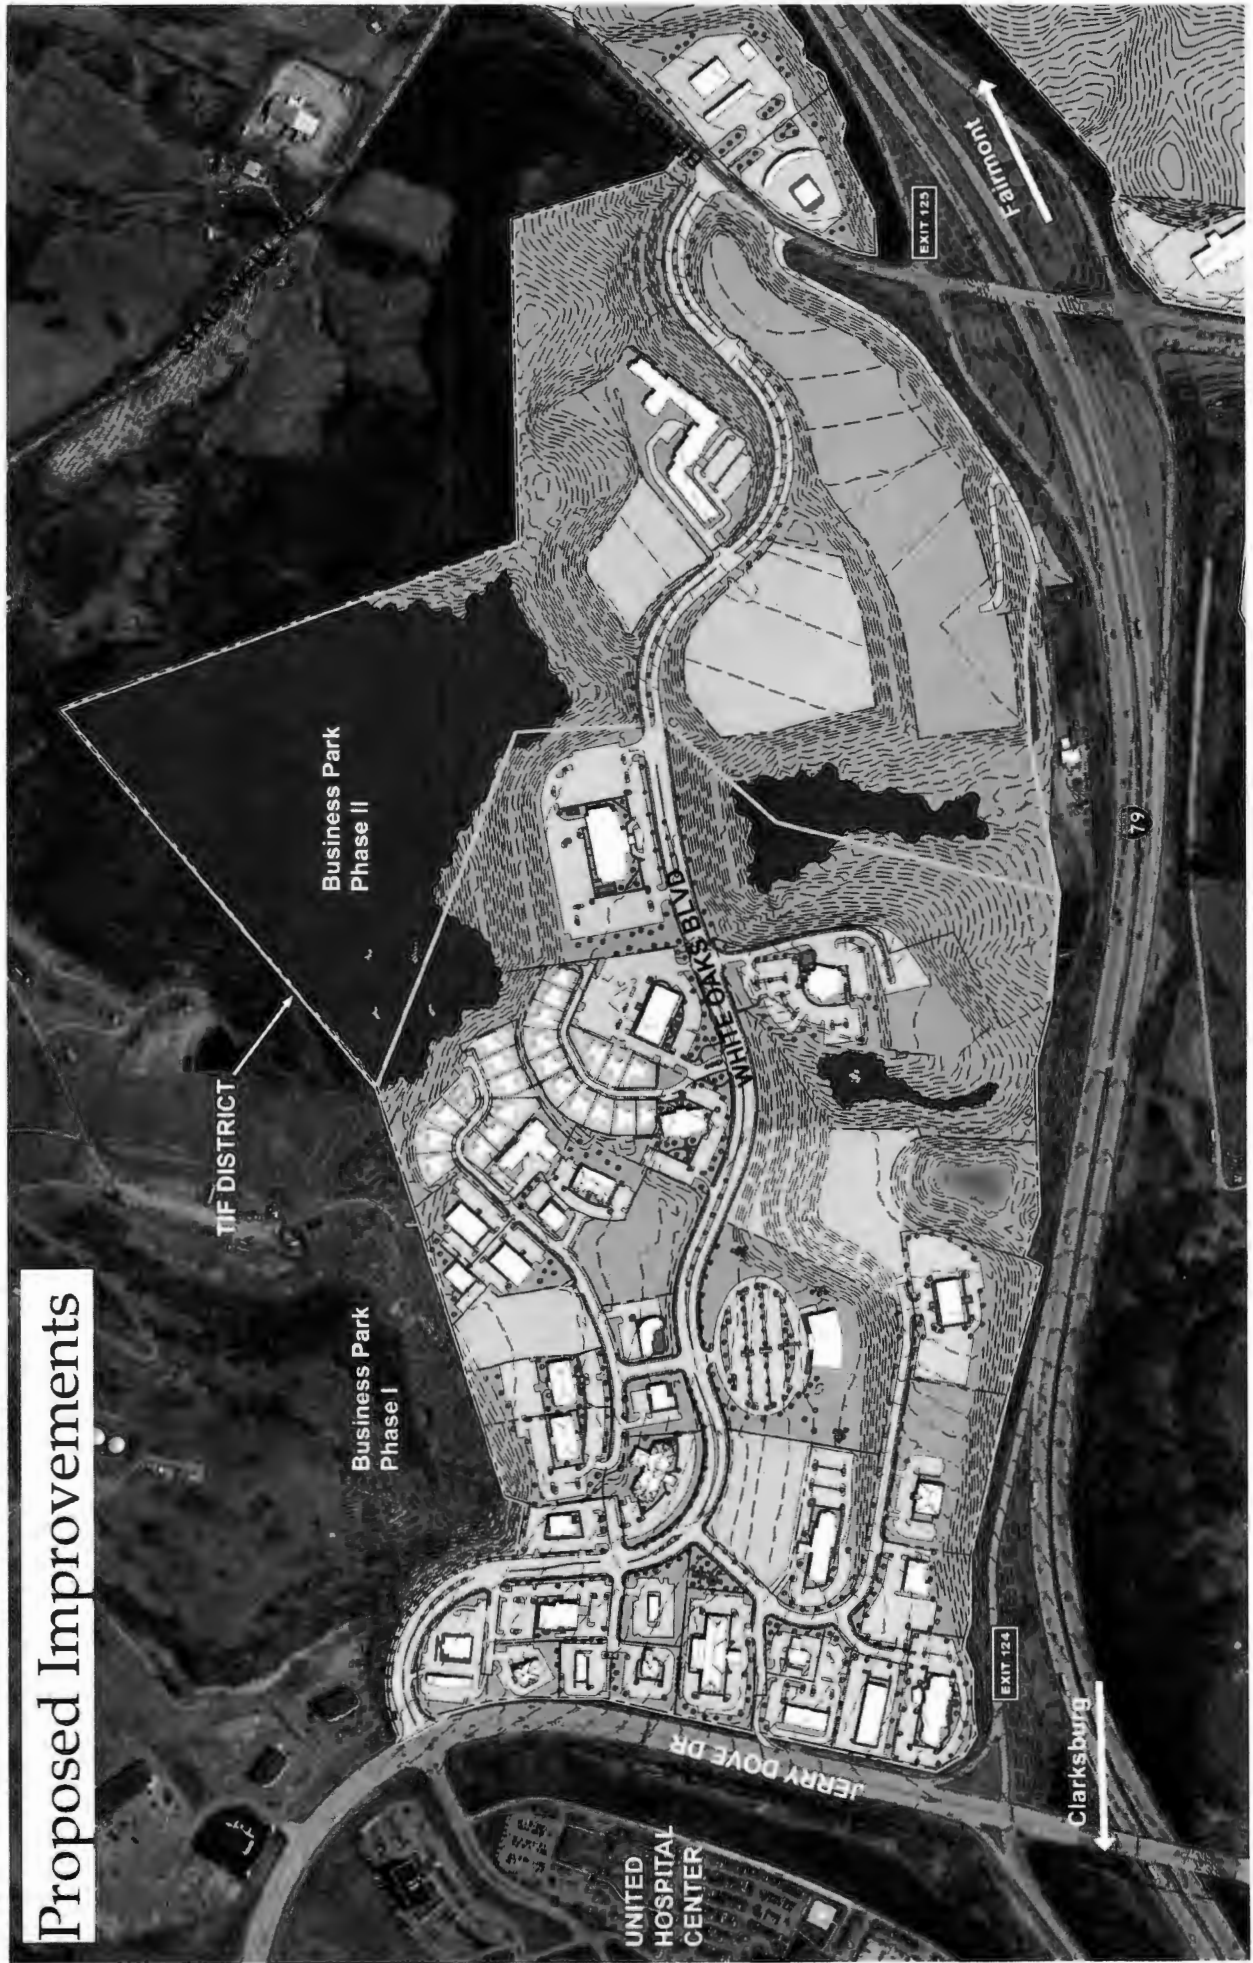 Proposed Improvements
TIF DISTRICT
Business Park
Phase II
Business Park
Phase I
WHITE OAKS BLVD
JERRY DOVE DR
UNITED
HOSPITAL
CENTER
EXIT 124
EXIT 125
Clarksburg
Fairmont
79